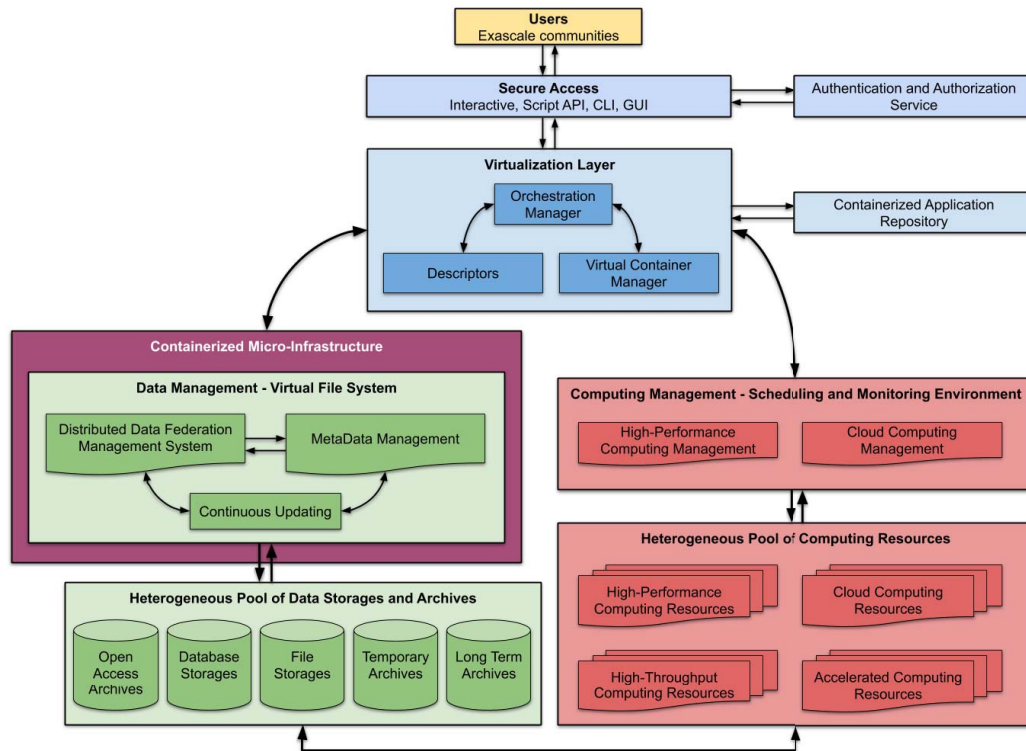 Users
Exascale communities
Secure Access
Interactive, Script API, CLI, GUI
Authentication and Authorization
Service
Virtualization Layer
Orchestration
Manager
Descriptors
Virtual Container
Manager
Containerized Application
Repository
Containerized Micro-Infrastructure
Data Management - Virtual File System
Distributed Data Federation
Management System
MetaData Management
Continuous Updating
Computing Management - Scheduling and Monitoring Environment
High-Performance
Computing Management
Cloud Computing
Management
Heterogeneous Pool of Data Storages and Archives
Open
Access
Archives
Database
Storages
File
Storages
Temporary
Archives
Long Term
Archives
Heterogeneous Pool of Computing Resources
High-Performance
Computing Resources
Cloud Computing
Resources
High-Throughput
Computing Resources
Accelerated Computing
Resources